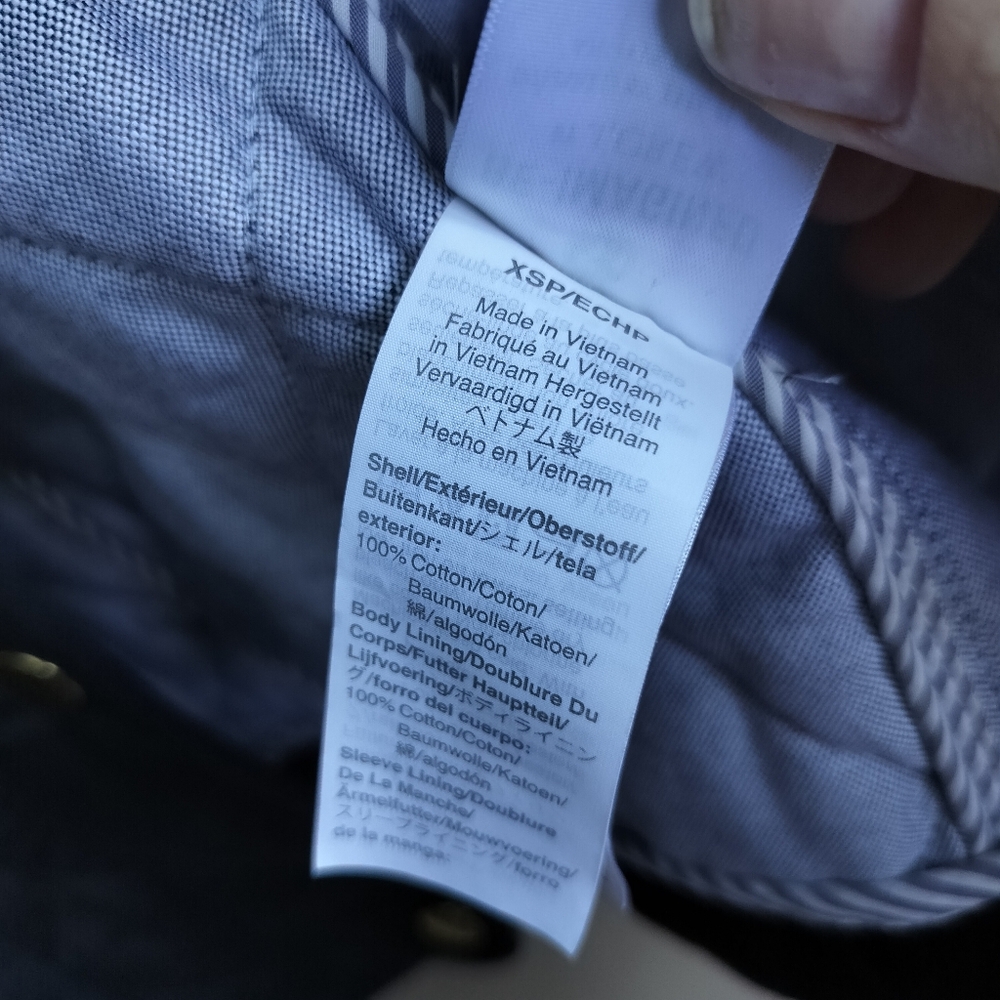 XSP/ECHP
Made in Vietnam
Fabriqué au Vietnam
in Vietnam Hergestellt
Vervaardigd in Viëtnam
ベトナム製
Hecho en Vietnam
Shell/Extérieur/Oberstoff/
Buitenkant/シェル/tela
exterior:
100% Cotton/Coton/
Baumwolle/Katoen/
綿/algodón
Body Lining/Doublure Du
Corps/Futter Hauptteil/
Lijfvoering/ボディライニン
グ/forro del cuerpo:
100% Cotton/Coton/
Baumwolle/Katoen/
綿/algodón
Sleeve Lining/Doublure
De La Manche/
Ärmelfutter/Mouwvoering/
スリーブライニング/forro
de la manga: